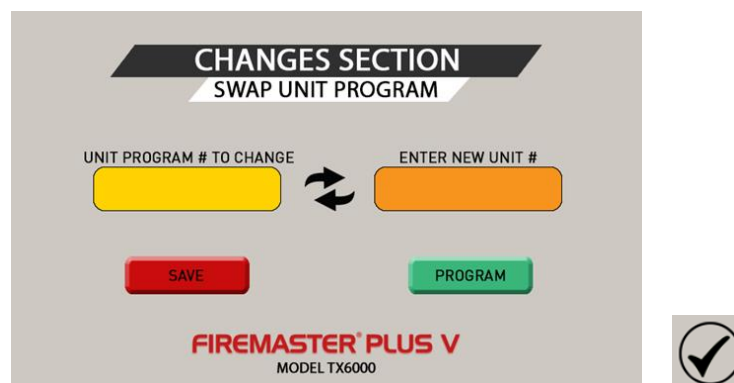 CHANGES SECTION
SWAP UNIT PROGRAM
UNIT PROGRAM # TO CHANGE
ENTER NEW UNIT #
SAVE
PROGRAM
FIREMASTER® PLUS V
MODEL TX6000